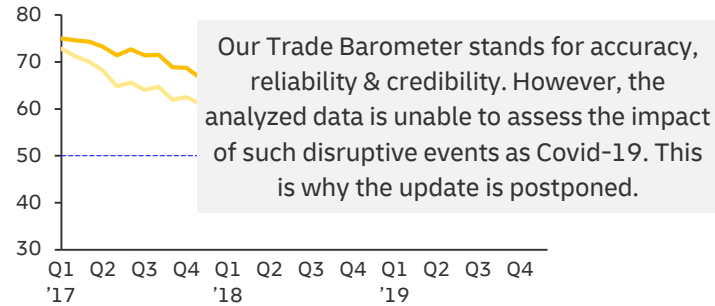 80
70
60
50
40
30
Our Trade Barometer stands for accuracy,
reliability & credibility. However, the
analyzed data is unable to assess the impact
of such disruptive events as Covid-19. This
is why the update is postponed.
Q1 Q2 Q3 Q4 Q1 Q2 Q3 Q4 Q1 Q2 Q3 Q4
’17 ’18 ’19